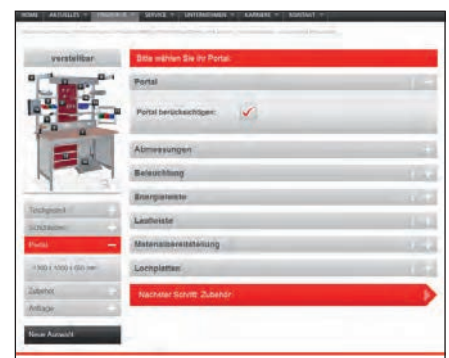 HOME AKTUELLES PRODUKTE SERVICE UNTERNEHMEN KARRIERE KONTAKT
verstellbar
Bitte wählen Sie Ihr Portal:
Portal
Portal berücksichtigen:
Abmessungen
Beleuchtung
Energieleiste
Laufleiste
Materialbereitstellung
Lochplatten
Nächster Schritt: Zubehör
Tischgestell
Schubladen
Portal
Zubehör
Anfrage
Neue Auswahl